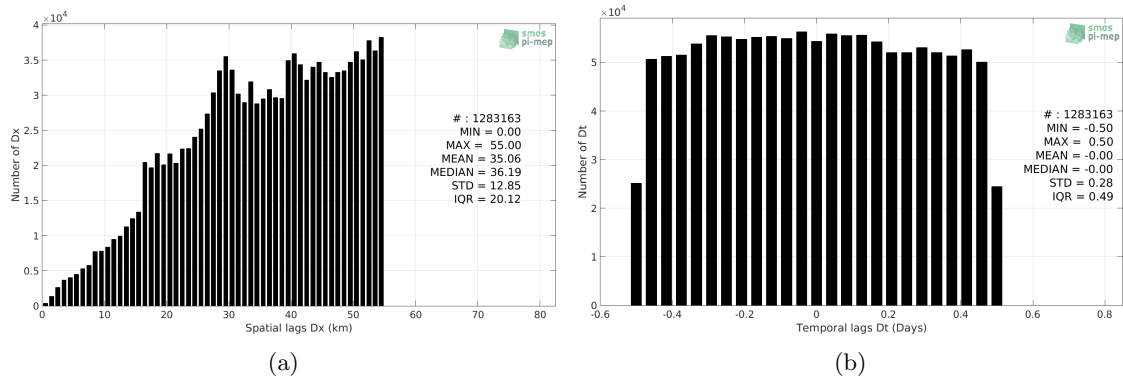 ×10⁴
4
3.5
3
2.5
2
1.5
1
0.5
0
0 10 20 30 40 50 60 70 80
Number of Dx
Spatial lags Dx (km)
smos
pi-mep
# : 1283163
MIN = 0.00
MAX = 55.00
MEAN = 35.06
MEDIAN = 36.19
STD = 12.85
IQR = 20.12
(a)
×10⁴
5
4
3
2
1
0
-0.6 -0.4 -0.2 0 0.2 0.4 0.6 0.8
Number of Dt
Temporal lags Dt (Days)
smos
pi-mep
# : 1283163
MIN = -0.50
MAX = 0.50
MEAN = -0.00
MEDIAN = -0.00
STD = 0.28
IQR = 0.49
(b)